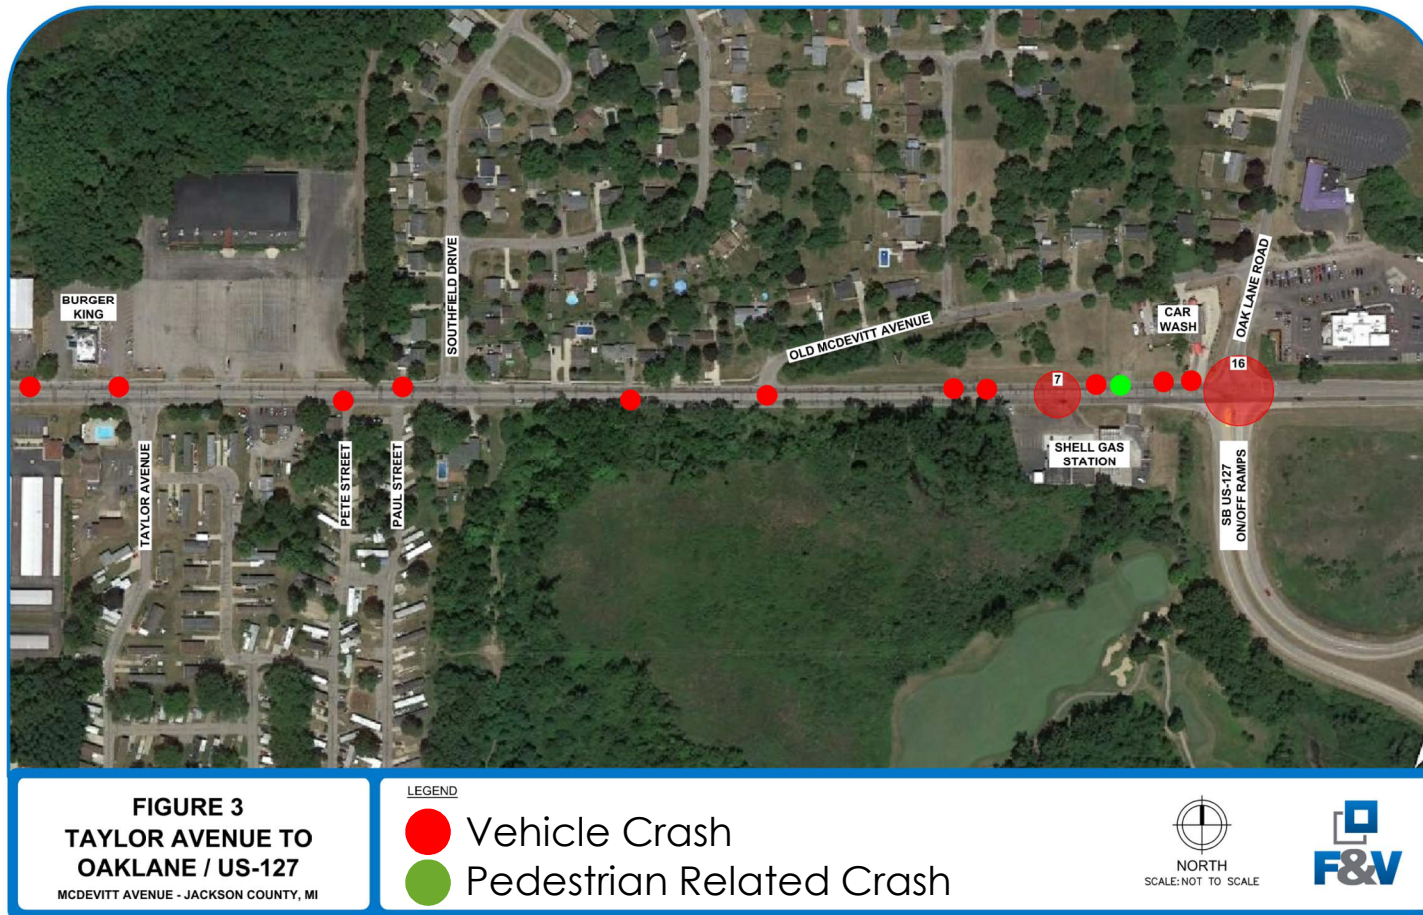 BURGER
KING
SOUTHFIELD DRIVE
OLD MCDEVITT AVENUE
CAR
WASH
OAK LANE ROAD
7
16
TAYLOR AVENUE
PETE STREET
PAUL STREET
SHELL GAS
STATION
SB US-127
ON/OFF RAMPS
FIGURE 3
TAYLOR AVENUE TO
OAKLANE / US-127
MCDEVITT AVENUE - JACKSON COUNTY, MI
LEGEND
Vehicle Crash
Pedestrian Related Crash
NORTH
SCALE: NOT TO SCALE
F&V